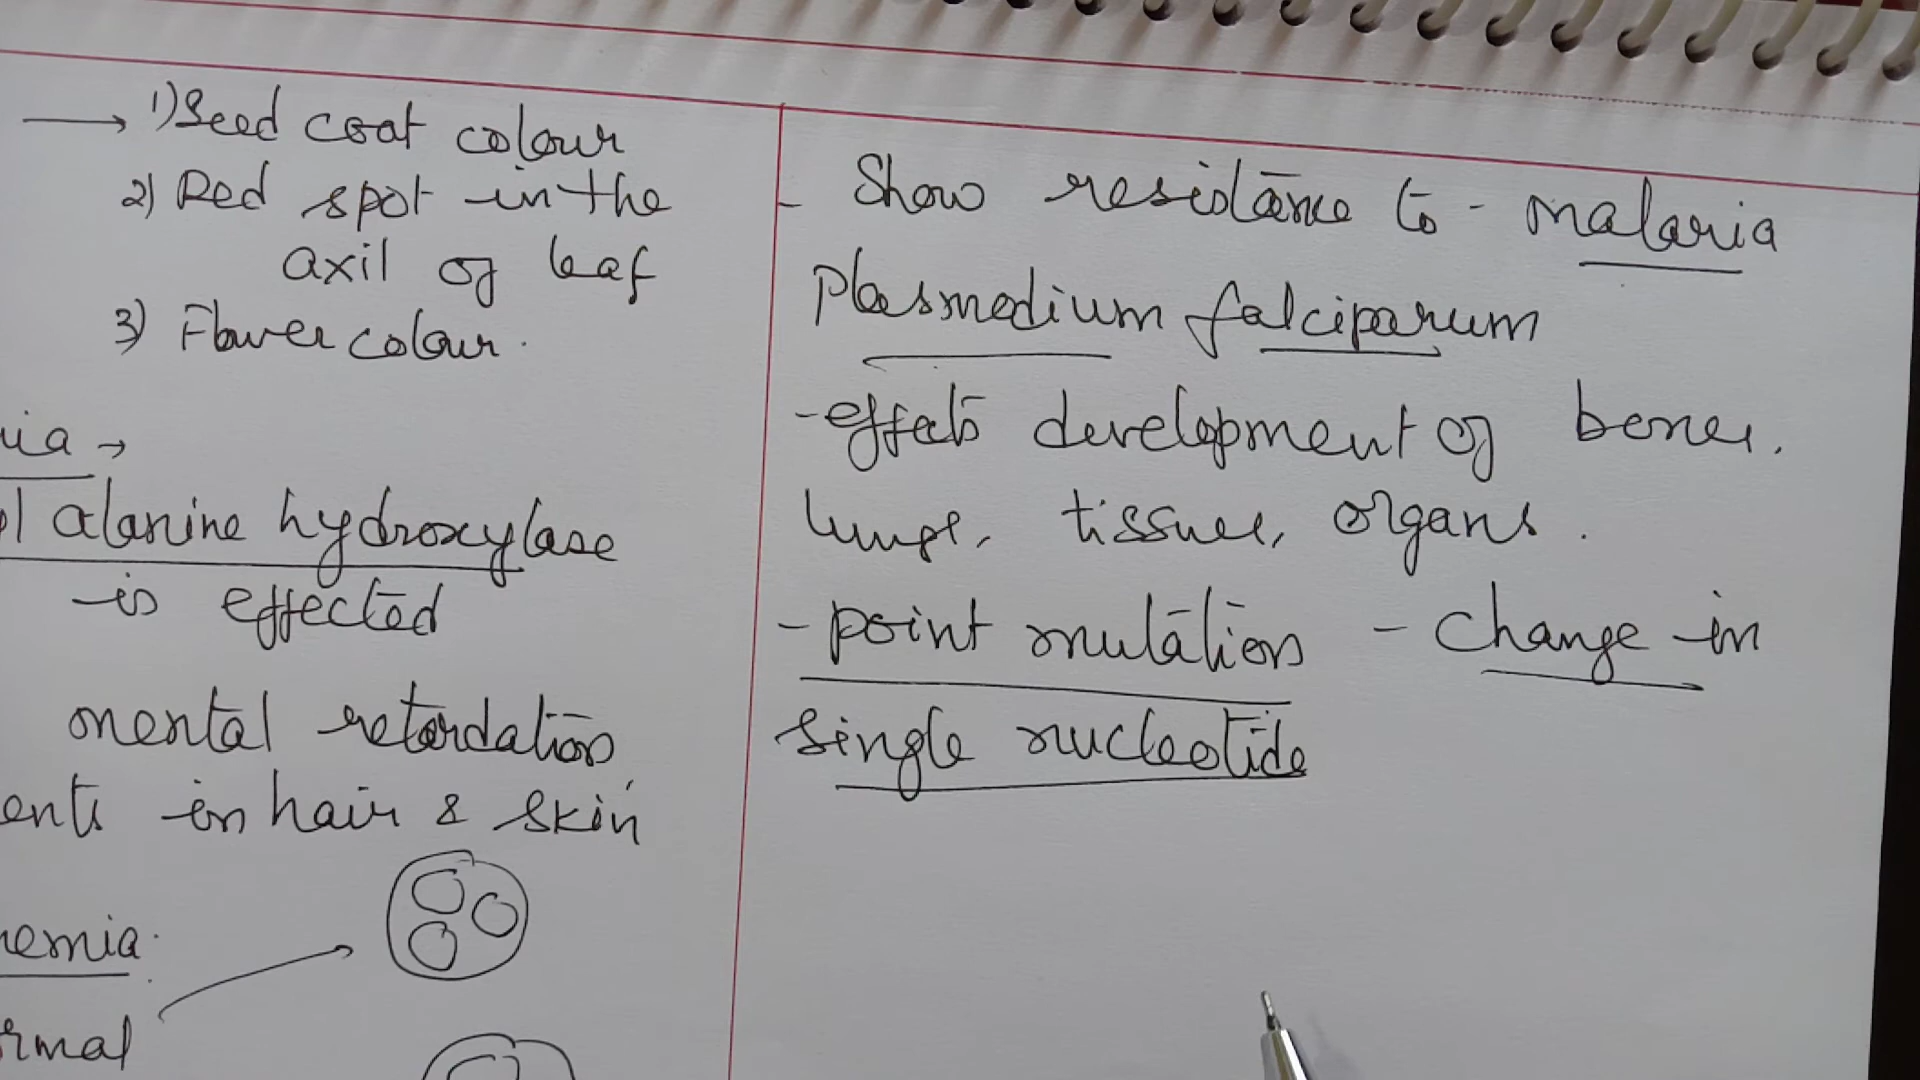 → 1) Seed coat colour
2) Red spot in the
axil of leaf
3) Flower colour.
ia →
alanine hydroxylase
is effected
mental retardation
ents in hair & skin
emia.
rmal
- Show resistance to - malaria
Plasmodium falciparum
- effects development of bones.
lungs, tissues, organs.
- point mutation - change in
single nucleotide